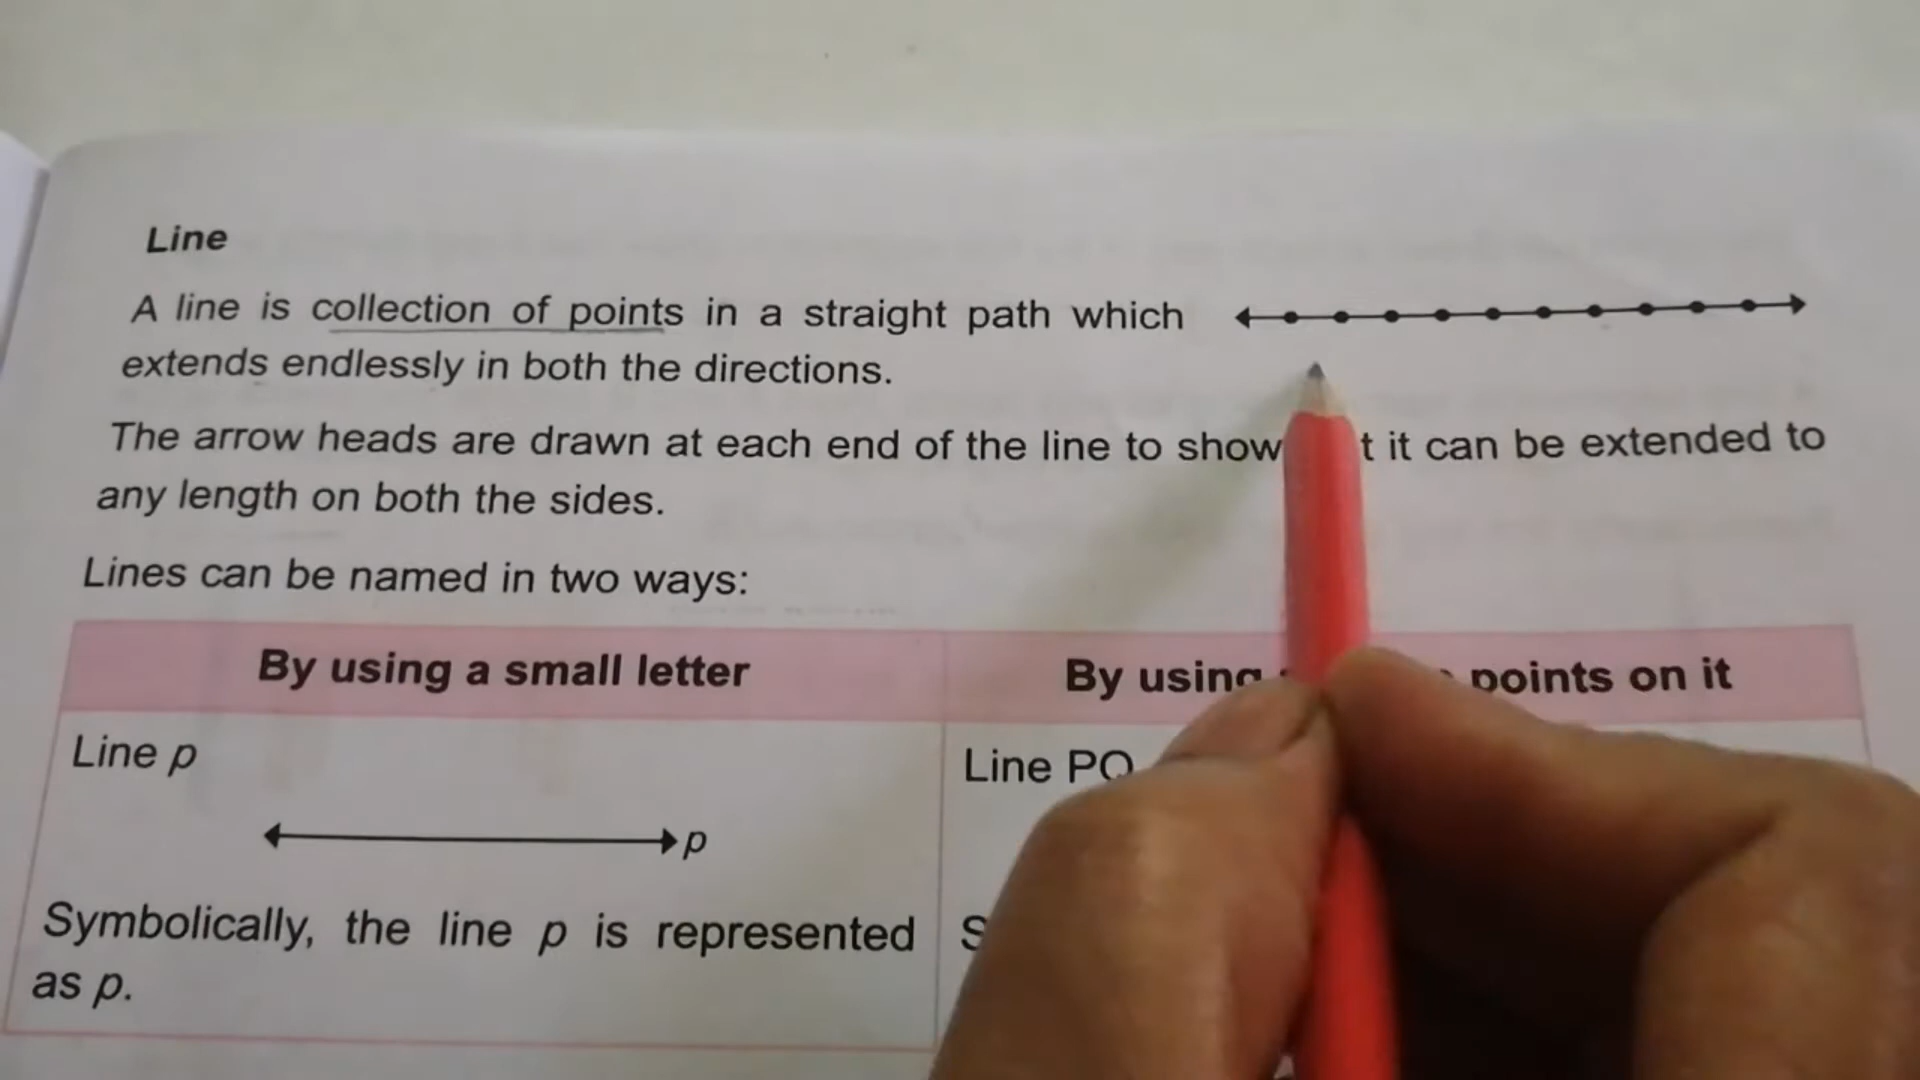 Line
A line is collection of points in a straight path which
extends endlessly in both the directions.
The arrow heads are drawn at each end of the line to show it can be extended to
any length on both the sides.
Lines can be named in two ways:
By using a small letter
By using points on it
Line p
Line PQ
p
Symbolically, the line p is represented
as p.